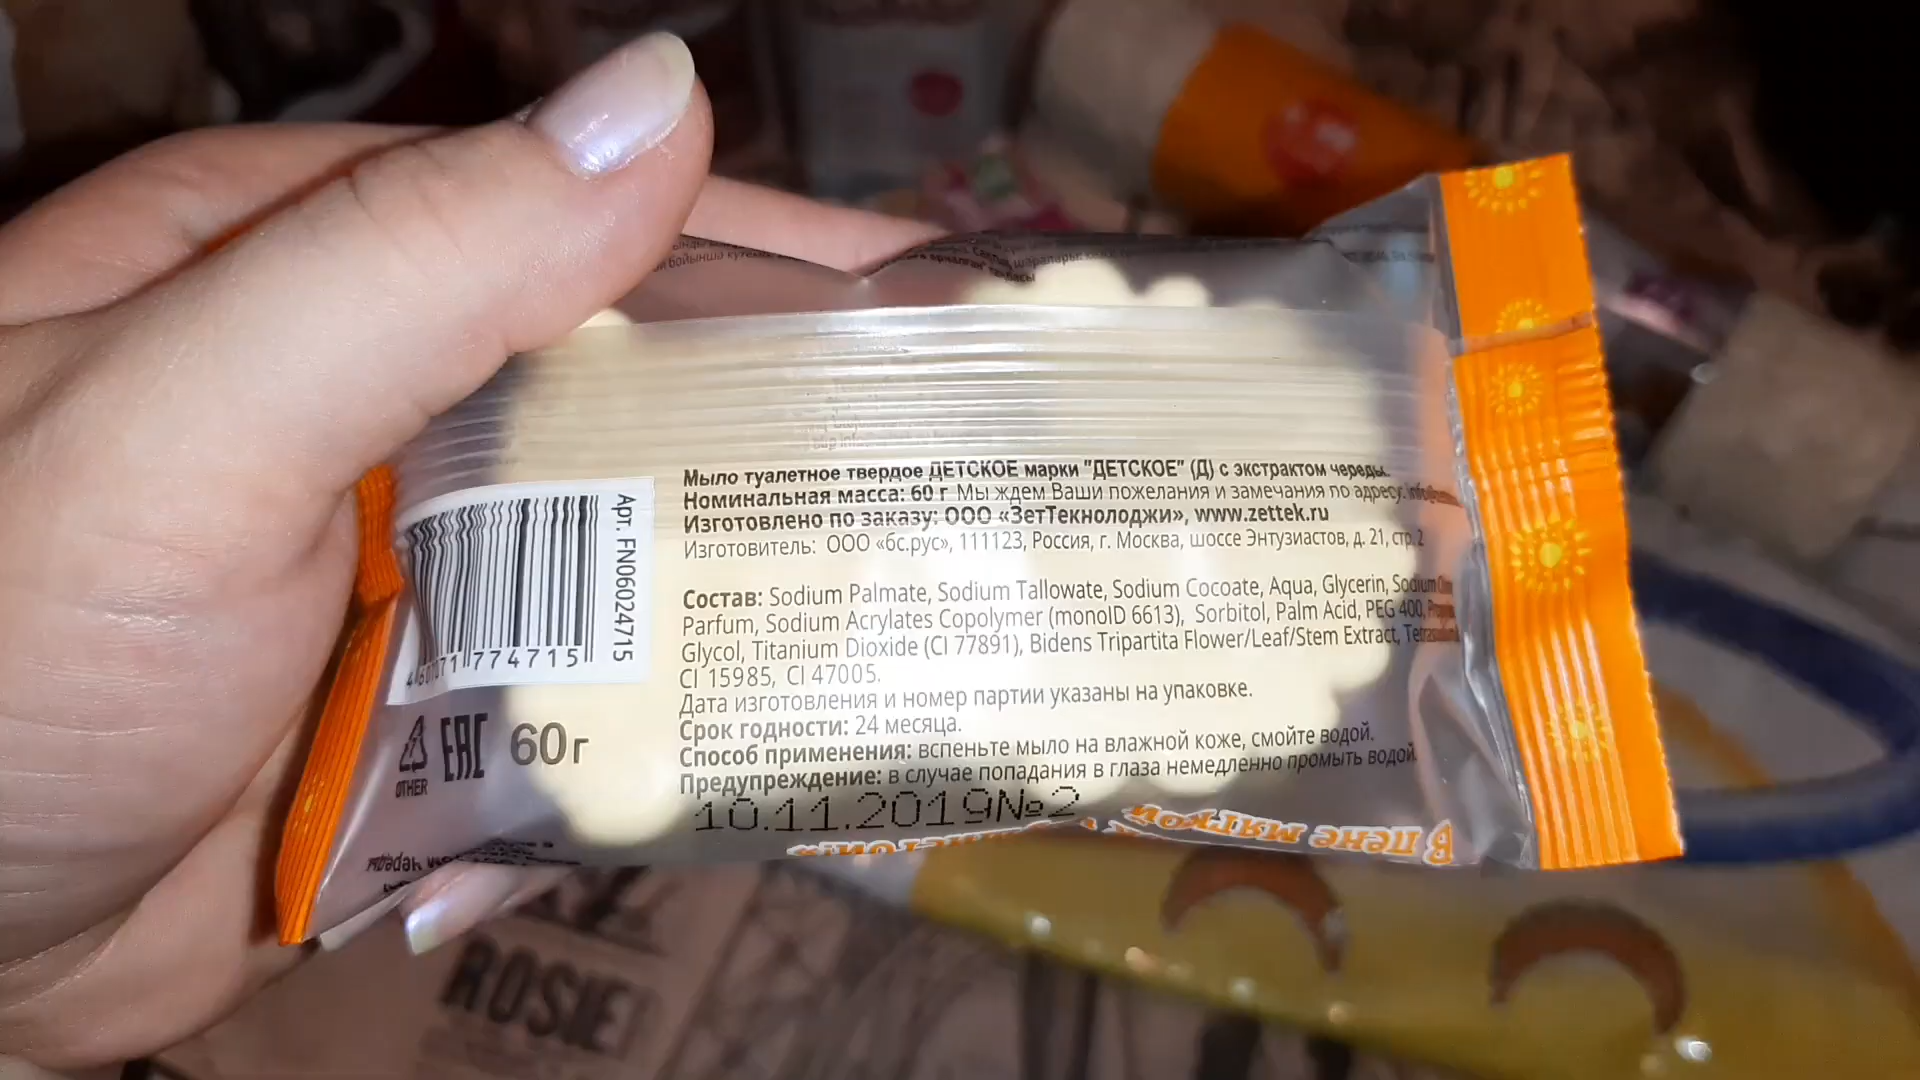 Мыло туалетное твердое ДЕТСКОЕ марки "ДЕТСКОЕ" (Д) с экстрактом череды.
Номинальная масса: 60 г Мы ждем Ваши пожелания и замечания по адресу:
Изготовлено по заказу: ООО «ЗетТекнолоджи», www.zettek.ru
Изготовитель: ООО «бс.рус», 111123, Россия, г. Москва, шоссе Энтузиастов, д. 21, стр. 2
Состав: Sodium Palmate, Sodium Tallowate, Sodium Cocoate, Aqua, Glycerin, Sodium
Parfum, Sodium Acrylates Copolymer (monoID 6613), Sorbitol, Palm Acid, PEG 400,
Glycol, Titanium Dioxide (CI 77891), Bidens Tripartita Flower/Leaf/Stem Extract,
CI 15985, CI 47005.
Дата изготовления и номер партии указаны на упаковке.
Срок годности: 24 месяца.
Способ применения: вспеньте мыло на влажной коже, смойте водой.
Предупреждение: в случае попадания в глаза немедленно промыть водой.
10.11.2019№2
Арт. FN06024715
774715
OTHER
EAC
60г
В пене мягкой
ROSIE